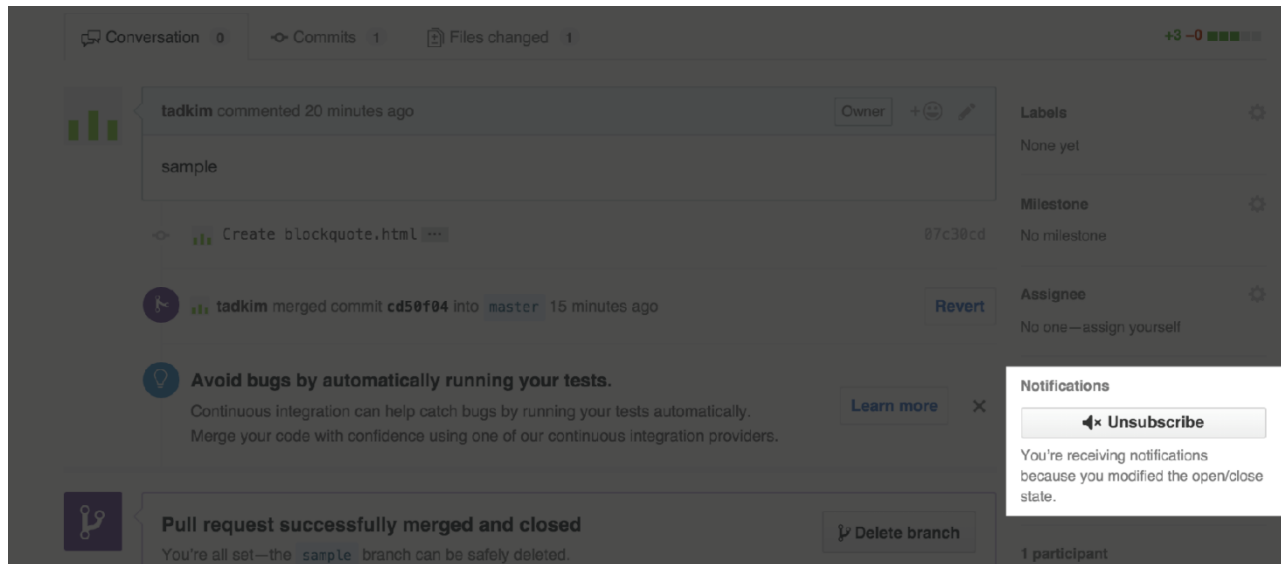 Conversation 0 Commits 1 Files changed 1 +3 −0
tadkim commented 20 minutes ago Owner
sample
Create blockquote.html 07c30cd
tadkim merged commit cd50f04 into master 15 minutes ago Revert
Avoid bugs by automatically running your tests.
Continuous integration can help catch bugs by running your tests automatically.
Merge your code with confidence using one of our continuous integration providers.
Learn more
Pull request successfully merged and closed
You're all set—the sample branch can be safely deleted.
Delete branch
Labels
None yet
Milestone
No milestone
Assignee
No one—assign yourself
Notifications
Unsubscribe
You're receiving notifications
because you modified the open/close
state.
1 participant